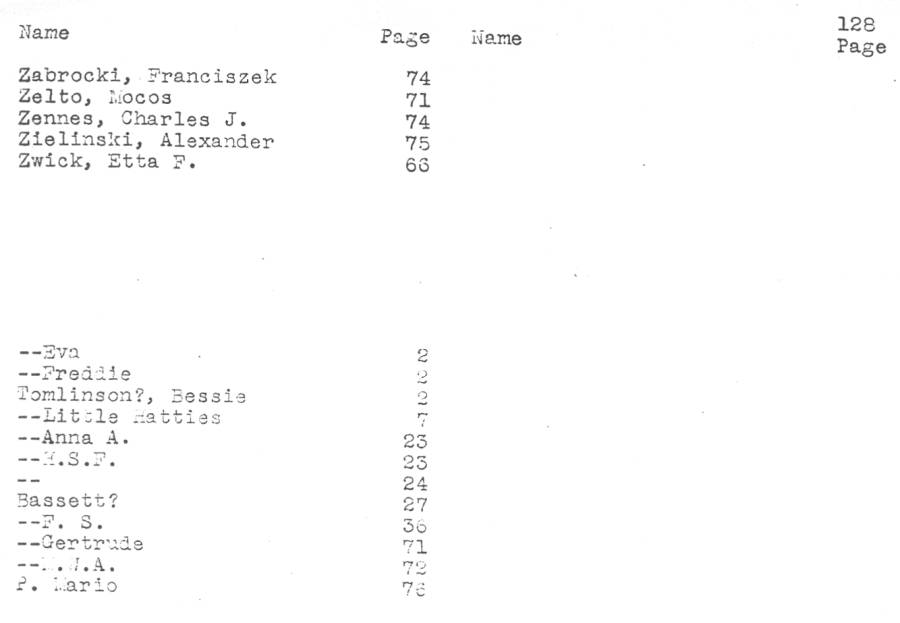 128
Name Page Name Page
Zabrocki, Franciszek 74
Zelto, Mocos 71
Zennes, Charles J. 74
Zielinski, Alexander 75
Zwick, Etta F. 66
--Eva 2
--Freddie 2
Tomlinson?, Bessie 2
--Little Hatties 7
--Anna A. 23
--H.S.F. 23
-- 24
Bassett? 27
--F. S. 36
--Gertrude 71
-- 72
P. Mario 76